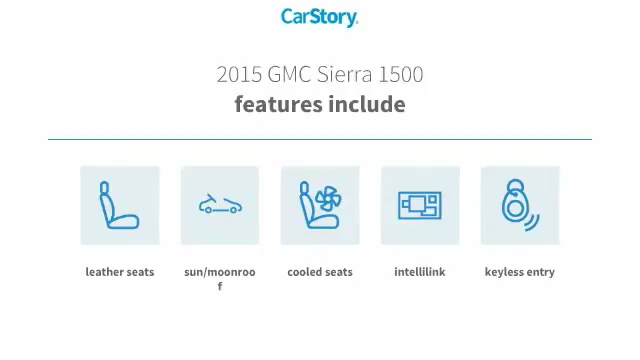 CarStory.
2015 GMC Sierra 1500
features include
leather seats
sun/moonroo
f
cooled seats
intellilink
keyless entry